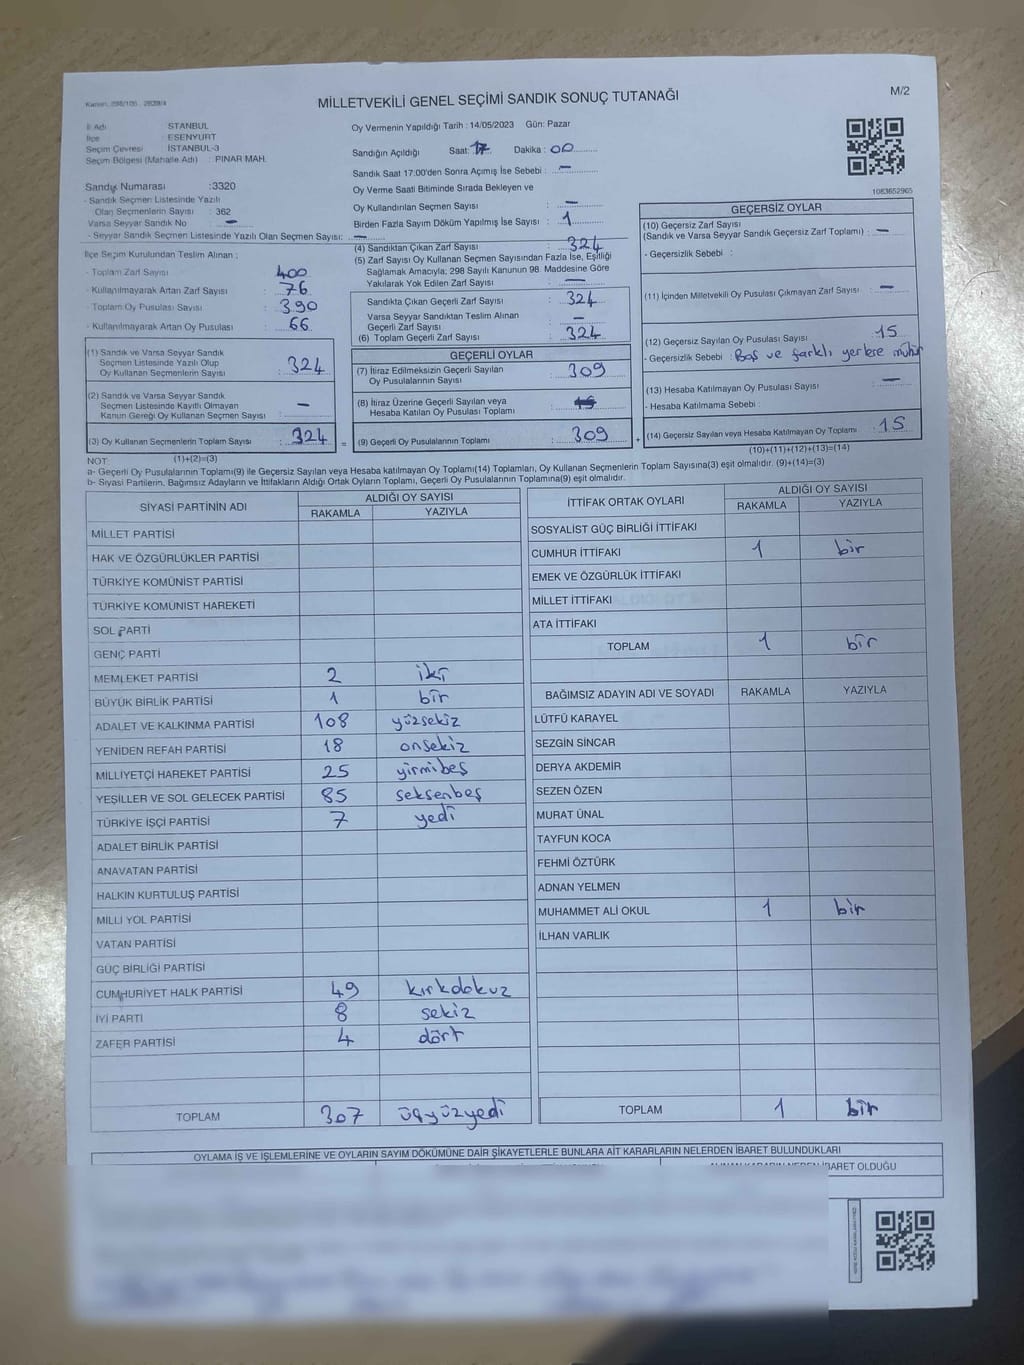 MİLLETVEKİLİ GENEL SEÇİMİ SANDIK SONUÇ TUTANAĞI
M/2
İl Adı İSTANBUL
İlçe ESENYURT
Seçim Çevresi İSTANBUL-3
Seçim Bölgesi (Mahalle Adı) : PINAR MAH.
Oy Vermenin Yapıldığı Tarih : 14/05/2023 Gün: Pazar
Sandığın Açıldığı Saat: 17 Dakika : 00
Sandık Saat 17:00'den Sonra Açımış İse Sebebi : —
Oy Verme Saati Bitiminde Sırada Bekleyen ve
Oy Kullandırılan Seçmen Sayısı : —
Birden Fazla Sayım Döküm Yapılmış İse Sayısı : 1
1083652965
Sandık Numarası :3320
- Sandık Seçmen Listesinde Yazılı
Olan Seçmenlerin Sayısı : 362
Varsa Seyyar Sandık No : —
- Seyyar Sandık Seçmen Listesinde Yazılı Olan Seçmen Sayısı: —
İlçe Seçim Kurulundan Teslim Alınan :
- Toplam Zarf Sayısı : 400
- Kullanılmayarak Artan Zarf Sayısı : 76
- Toplam Oy Pusulası Sayısı : 390
- Kullanılmayarak Artan Oy Pusulası : 66
(1) Sandık ve Varsa Seyyar Sandık
Seçmen Listesinde Yazılı Olup
Oy Kullanan Seçmenlerin Sayısı : 324
(2) Sandık ve Varsa Seyyar Sandık
Seçmen Listesinde Kayıtlı Olmayan
Kanun Gereği Oy Kullanan Seçmen Sayısı : —
(3) Oy Kullanan Seçmenlerin Toplam Sayısı : 324
(1)+(2)=(3)
(4) Sandıktan Çıkan Zarf Sayısı : 324
(5) Zarf Sayısı Oy Kullanan Seçmen Sayısından Fazla İse, Eşitliği
Sağlamak Amacıyla; 298 Sayılı Kanunun 98. Maddesine Göre
Yakılarak Yok Edilen Zarf Sayısı : —
Sandıkta Çıkan Geçerli Zarf Sayısı : 324
Varsa Seyyar Sandıktan Teslim Alınan
Geçerli Zarf Sayısı : —
(6) Toplam Geçerli Zarf Sayısı : 324
GEÇERLİ OYLAR
(7) İtiraz Edilmeksizin Geçerli Sayılan
Oy Pusulalarının Sayısı : 309
(8) İtiraz Üzerine Geçerli Sayılan veya
Hesaba Katılan Oy Pusulası Toplamı :
= (9) Geçerli Oy Pusulalarının Toplamı : 309
GEÇERSİZ OYLAR
(10) Geçersiz Zarf Sayısı
(Sandık ve Varsa Seyyar Sandık Geçersiz Zarf Toplamı) : —
- Geçersizlik Sebebi :
(11) İçinden Milletvekili Oy Pusulası Çıkmayan Zarf Sayısı : —
(12) Geçersiz Sayılan Oy Pusulası Sayısı : 15
- Geçersizlik Sebebi : Boş ve farklı yerlere mühür
(13) Hesaba Katılmayan Oy Pusulası Sayısı : —
- Hesaba Katılmama Sebebi :
+ (14) Geçersiz Sayılan veya Hesaba Katılmayan Oy Toplamı : 15
(10)+(11)+(12)+(13)=(14)
NOT
a- Geçerli Oy Pusulalarının Toplamı(9) ile Geçersiz Sayılan veya Hesaba katılmayan Oy Toplamı(14) Toplamları, Oy Kullanan Seçmenlerin Toplam Sayısına(3) eşit olmalıdır. (9)+(14)=(3)
b- Siyasi Partilerin, Bağımsız Adayların ve İttifakların Aldığı Ortak Oyların Toplamı, Geçerli Oy Pusulalarının Toplamına(9) eşit olmalıdır.
SİYASİ PARTİNİN ADI ALDIĞI OY SAYISI
RAKAMLA YAZIYLA
MİLLET PARTİSİ
HAK VE ÖZGÜRLÜKLER PARTİSİ
TÜRKİYE KOMÜNİST PARTİSİ
TÜRKİYE KOMÜNİST HAREKETİ
SOL PARTİ
GENÇ PARTİ
MEMLEKET PARTİSİ 2 iki
BÜYÜK BİRLİK PARTİSİ 1 bir
ADALET VE KALKINMA PARTİSİ 108 yüzsekiz
YENİDEN REFAH PARTİSİ 18 onsekiz
MİLLİYETÇİ HAREKET PARTİSİ 25 yirmibeş
YEŞİLLER VE SOL GELECEK PARTİSİ 85 seksenbeş
TÜRKİYE İŞÇİ PARTİSİ 7 yedi
ADALET BİRLİK PARTİSİ
ANAVATAN PARTİSİ
HALKIN KURTULUŞ PARTİSİ
MİLLİ YOL PARTİSİ
VATAN PARTİSİ
GÜÇ BİRLİĞİ PARTİSİ
CUMHURİYET HALK PARTİSİ 49 kırkdokuz
İYİ PARTİ 8 sekiz
ZAFER PARTİSİ 4 dört
TOPLAM 307 üçyüzyedi
İTTİFAK ORTAK OYLARI ALDIĞI OY SAYISI
RAKAMLA YAZIYLA
SOSYALİST GÜÇ BİRLİĞİ İTTİFAKI
CUMHUR İTTİFAKI 1 bir
EMEK VE ÖZGÜRLÜK İTTİFAKI
MİLLET İTTİFAKI
ATA İTTİFAKI
TOPLAM 1 bir
BAĞIMSIZ ADAYIN ADI VE SOYADI RAKAMLA YAZIYLA
LÜTFÜ KARAYEL
SEZGİN SİNCAR
DERYA AKDEMİR
SEZEN ÖZEN
MURAT ÜNAL
TAYFUN KOCA
FEHMİ ÖZTÜRK
ADNAN YELMEN
MUHAMMET ALİ OKUL 1 bir
İLHAN VARLIK
TOPLAM 1 bir
OYLAMA İŞ VE İŞLEMLERİNE VE OYLARIN SAYIM DÖKÜMÜNE DAİR ŞİKAYETLERLE BUNLARA AİT KARARLARIN NELERDEN İBARET BULUNDUKLARI
İBARET OLDUĞU